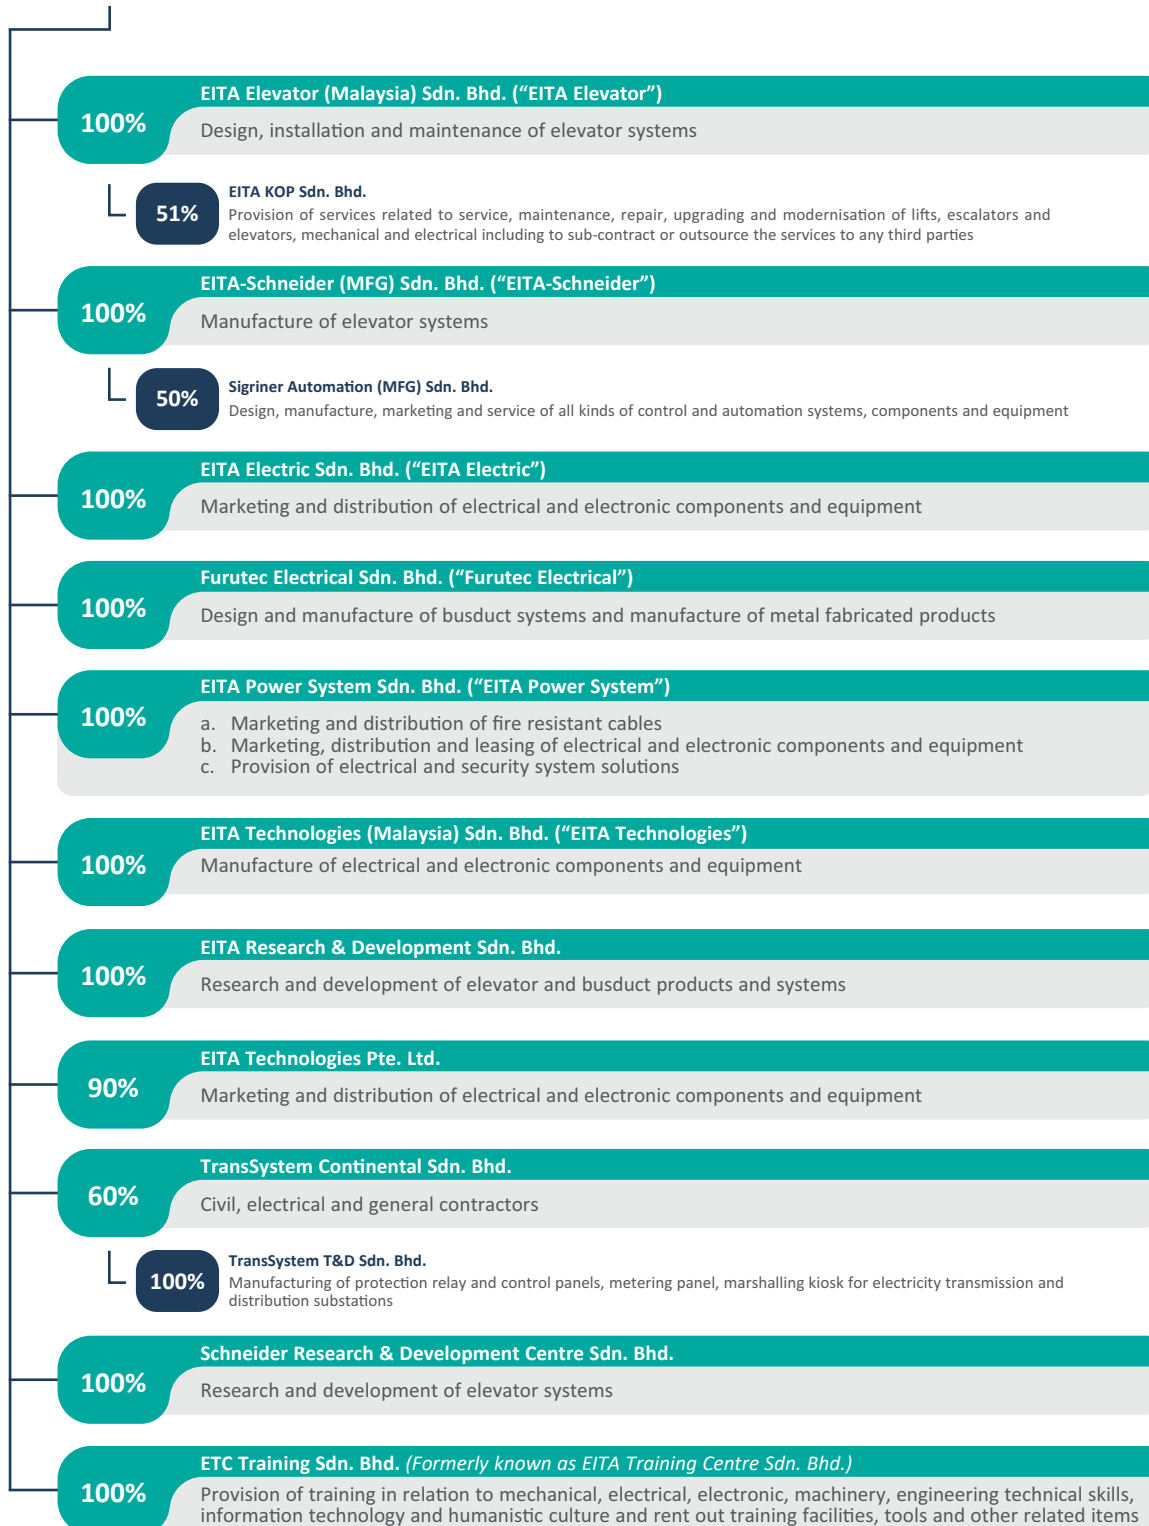 EITA Elevator (Malaysia) Sdn. Bhd. (“EITA Elevator”)
100%
Design, installation and maintenance of elevator systems
EITA KOP Sdn. Bhd.
51%
Provision of services related to service, maintenance, repair, upgrading and modernisation of lifts, escalators and
elevators, mechanical and electrical including to sub-contract or outsource the services to any third parties
EITA-Schneider (MFG) Sdn. Bhd. (“EITA-Schneider”)
100%
Manufacture of elevator systems
Sigriner Automation (MFG) Sdn. Bhd.
50%
Design, manufacture, marketing and service of all kinds of control and automation systems, components and equipment
EITA Electric Sdn. Bhd. (“EITA Electric”)
100%
Marketing and distribution of electrical and electronic components and equipment
Furutec Electrical Sdn. Bhd. (“Furutec Electrical”)
100%
Design and manufacture of busduct systems and manufacture of metal fabricated products
EITA Power System Sdn. Bhd. (“EITA Power System”)
100%
a. Marketing and distribution of fire resistant cables
b. Marketing, distribution and leasing of electrical and electronic components and equipment
c. Provision of electrical and security system solutions
EITA Technologies (Malaysia) Sdn. Bhd. (“EITA Technologies”)
100%
Manufacture of electrical and electronic components and equipment
EITA Research & Development Sdn. Bhd.
100%
Research and development of elevator and busduct products and systems
EITA Technologies Pte. Ltd.
90%
Marketing and distribution of electrical and electronic components and equipment
TransSystem Continental Sdn. Bhd.
60%
Civil, electrical and general contractors
TransSystem T&D Sdn. Bhd.
100%
Manufacturing of protection relay and control panels, metering panel, marshalling kiosk for electricity transmission and
distribution substations
Schneider Research & Development Centre Sdn. Bhd.
100%
Research and development of elevator systems
ETC Training Sdn. Bhd. (Formerly known as EITA Training Centre Sdn. Bhd.)
100%
Provision of training in relation to mechanical, electrical, electronic, machinery, engineering technical skills,
information technology and humanistic culture and rent out training facilities, tools and other related items